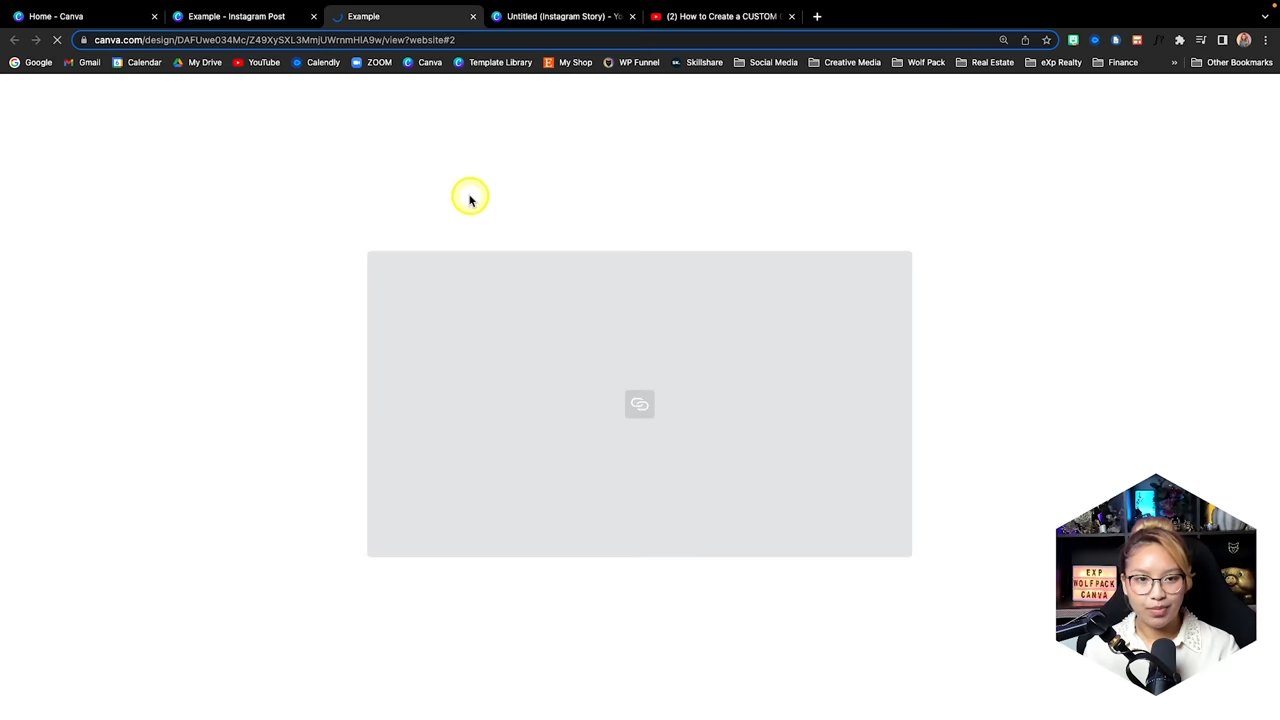 Home - Canva
Example - Instagram Post
Example
Untitled (Instagram Story) - Yo
(2) How to Create a CUSTOM
canva.com/design/DAFUwe034Mc/Z49XySXL3MmjUWrnmHIA9w/view?website#2
Google
Gmail
Calendar
My Drive
YouTube
Calendly
ZOOM
Canva
Template Library
My Shop
WP Funnel
Skillshare
Social Media
Creative Media
Wolf Pack
Real Estate
eXp Realty
Finance
»
Other Bookmarks
EXP
WOLFPACK
CANVA